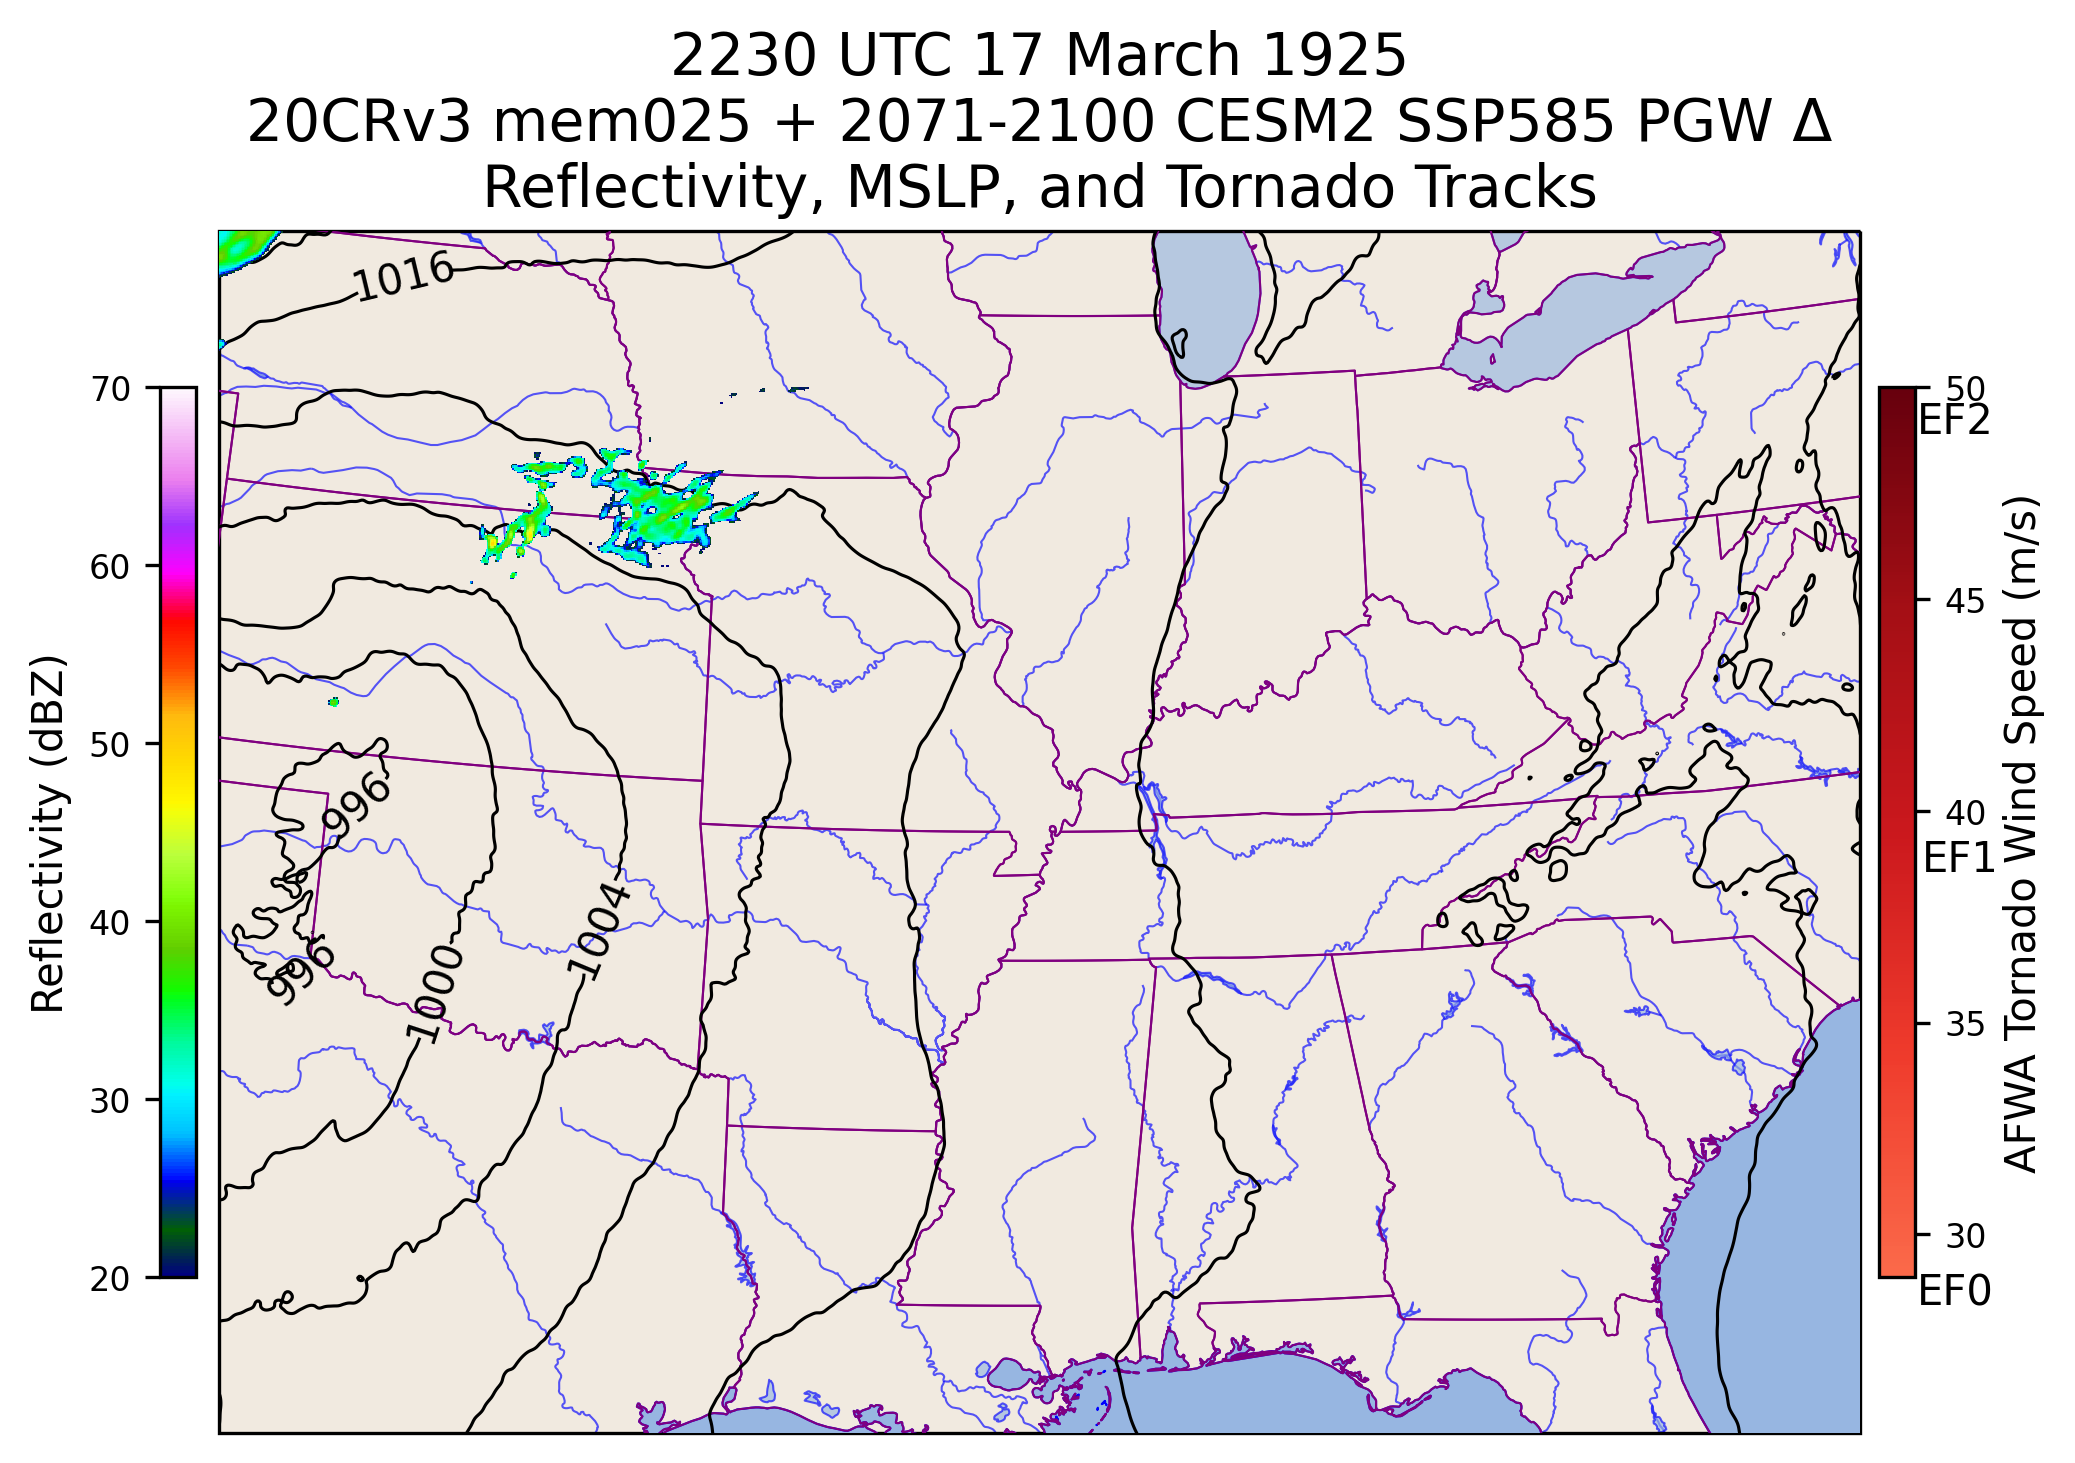 2230 UTC 17 March 1925
20CRv3 mem025 + 2071-2100 CESM2 SSP585 PGW Δ
Reflectivity, MSLP, and Tornado Tracks
1016
996
996
1000
1004
70
60
50
40
30
20
Reflectivity (dBZ)
50
EF2
45
40
EF1
35
30
EF0
AFWA Tornado Wind Speed (m/s)